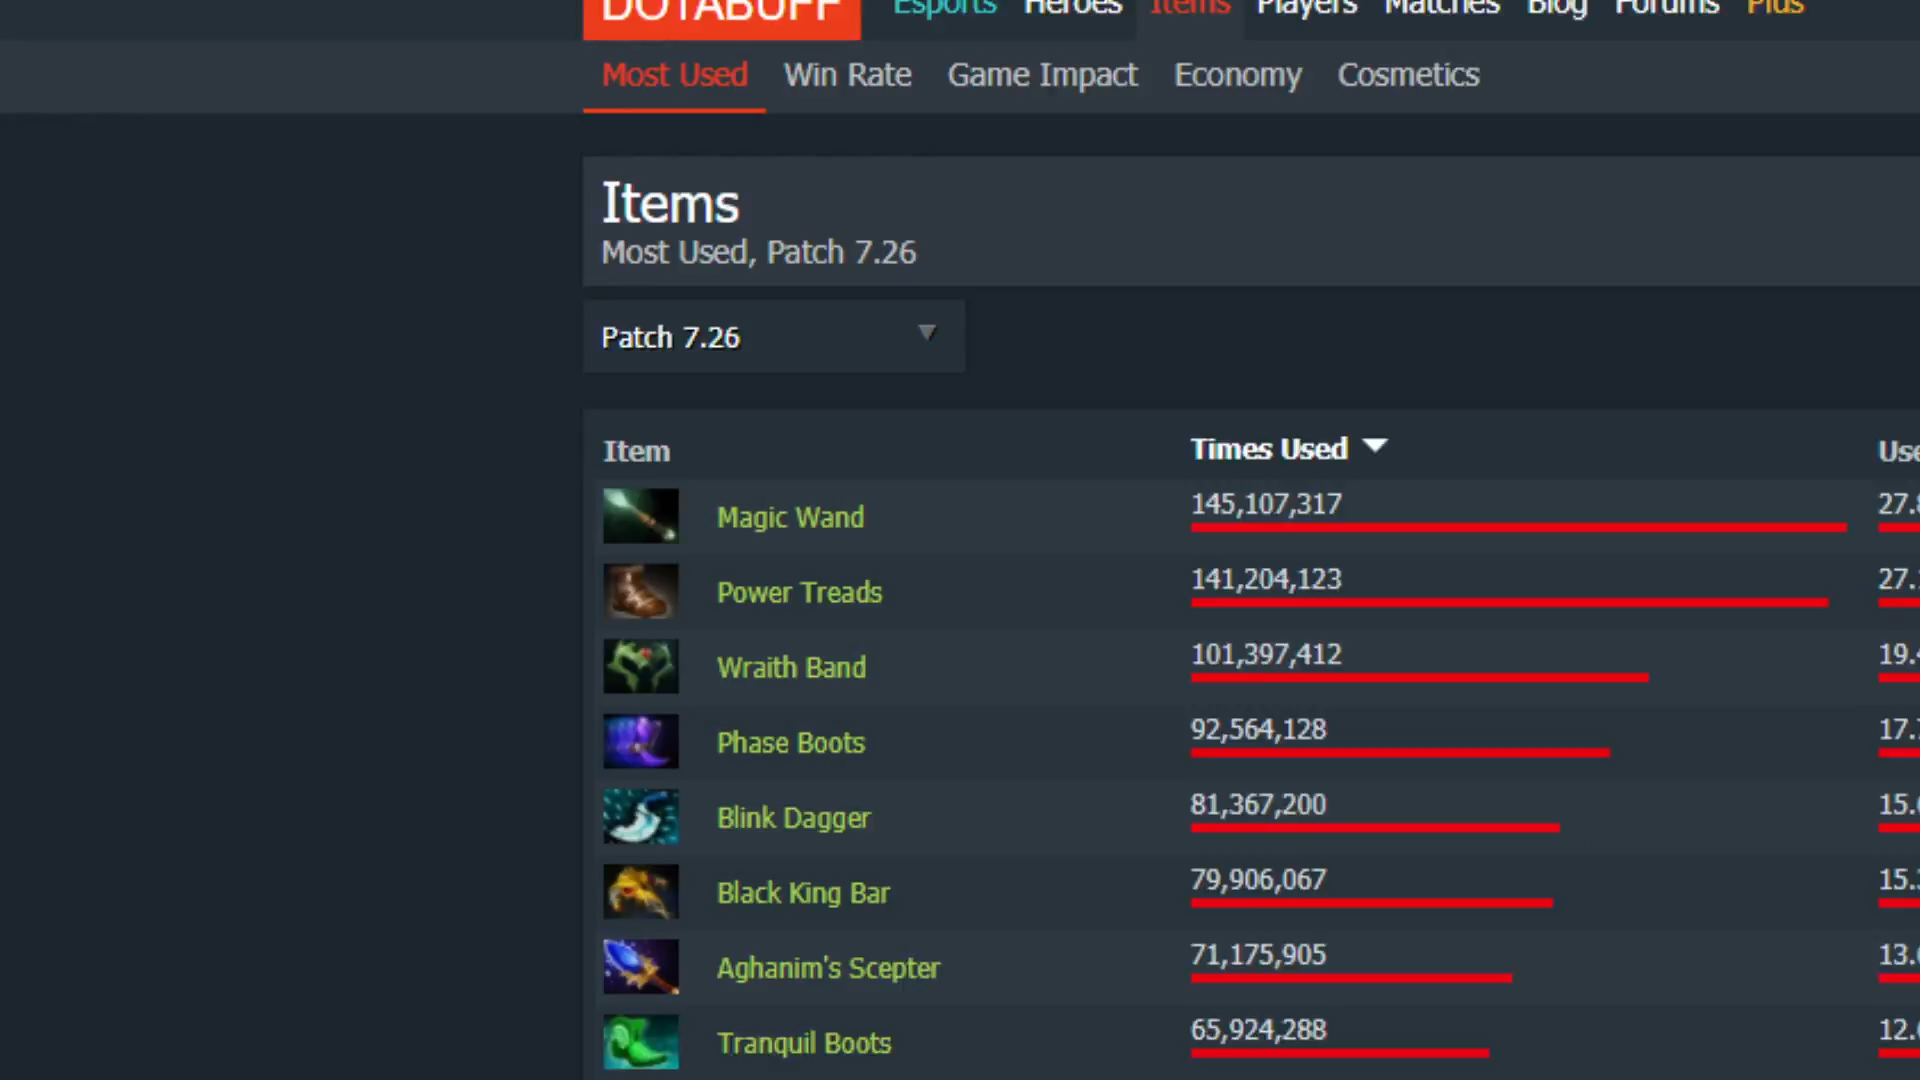 DOTABUFF Esports Heroes Items Players Matches Blog Forums Plus
Most Used Win Rate Game Impact Economy Cosmetics
Items
Most Used, Patch 7.26
Patch 7.26
Item Times Used
Magic Wand 145,107,317
Power Treads 141,204,123
Wraith Band 101,397,412
Phase Boots 92,564,128
Blink Dagger 81,367,200
Black King Bar 79,906,067
Aghanim's Scepter 71,175,905
Tranquil Boots 65,924,288